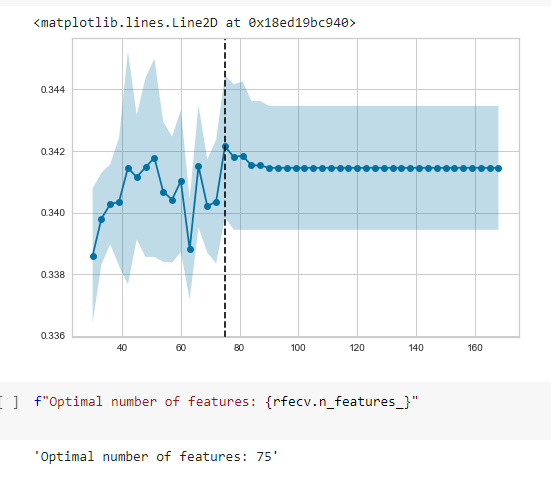 <matplotlib.lines.Line2D at 0x18ed19bc940>
0.344
0.342
0.340
0.338
0.336
40 60 80 100 120 140 160
[ ] f"Optimal number of features: {rfecv.n_features_}"
'Optimal number of features: 75'